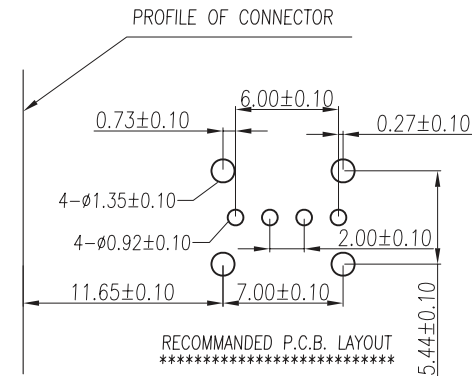 PROFILE OF CONNECTOR
6.00±0.10
0.73±0.10
0.27±0.10
4-ø1.35±0.10
4-ø0.92±0.10
2.00±0.10
11.65±0.10
7.00±0.10
5.44±0.10
RECOMMANDED P.C.B. LAYOUT
**************************